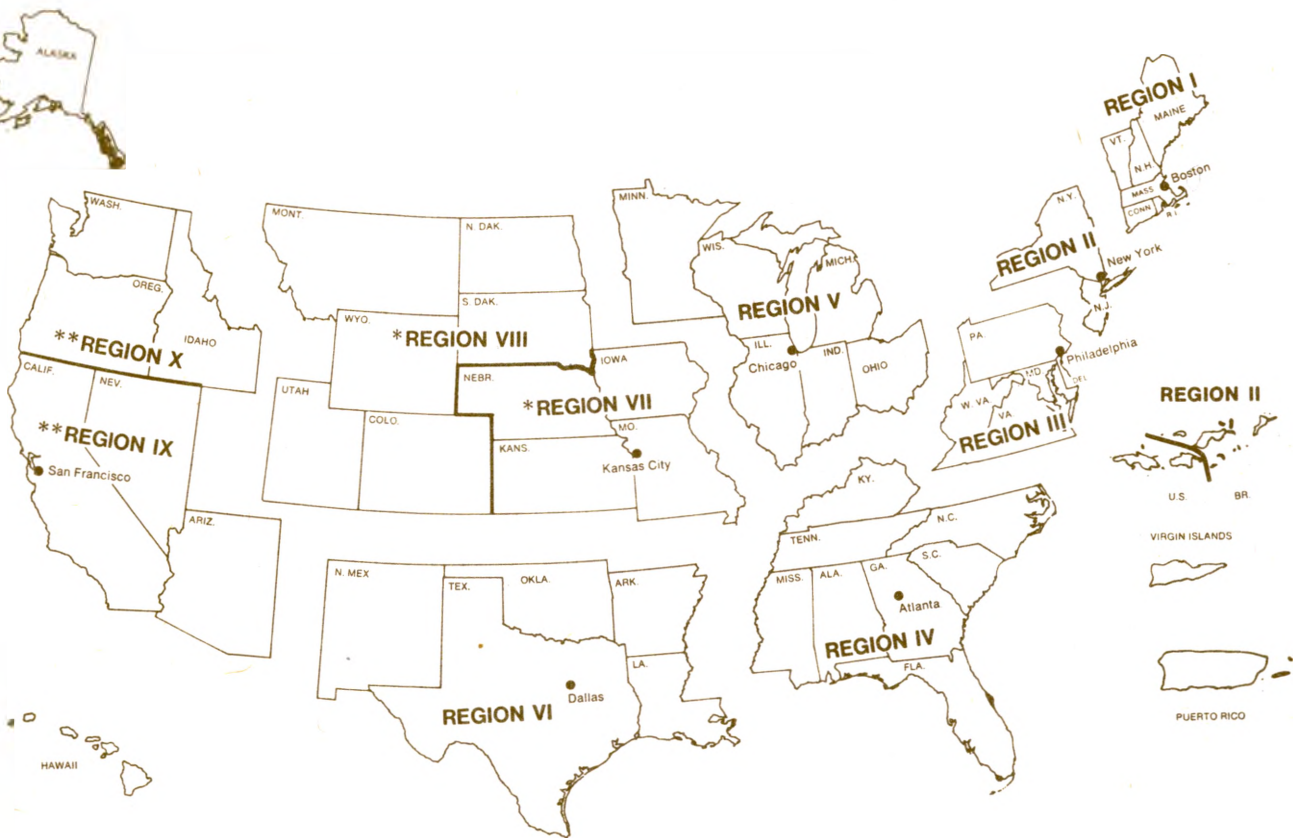 ALASKA
REGION I
MAINE
VT.
N.H.
Boston
MASS
CONN
R.I.
WASH.
MONT.
N. DAK.
MINN.
N.Y.
WIS.
MICH.
REGION II
New York
OREG.
S. DAK.
REGION V
N.J.
WYO.
*REGION VIII
**REGION X
IDAHO
IOWA
ILL.
IND.
OHIO
PA.
Philadelphia
Chicago
CALIF.
NEV.
UTAH
NEBR.
MD.
DEL
*REGION VII
W. VA.
VA
REGION II
COLO.
MO.
**REGION IX
KANS.
REGION III
San Francisco
Kansas City
KY.
U.S.
BR.
ARIZ.
N.C.
TENN.
VIRGIN ISLANDS
S.C.
N. MEX
TEX.
OKLA.
ARK.
MISS.
ALA.
GA.
Atlanta
REGION IV
LA.
FLA.
Dallas
REGION VI
PUERTO RICO
HAWAII